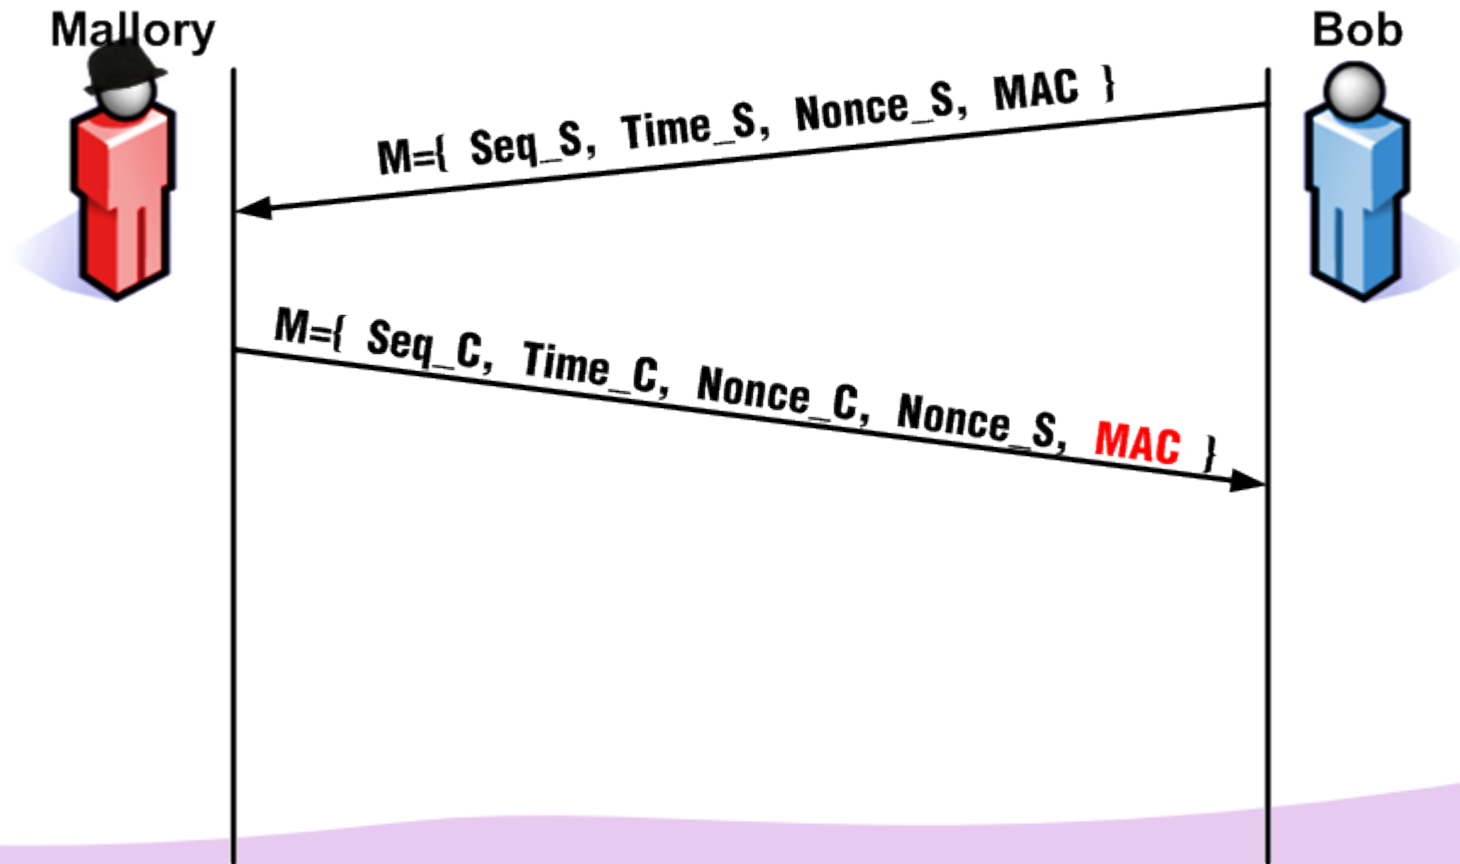 Mallory
Bob
M={ Seq_S, Time_S, Nonce_S, MAC }
M={ Seq_C, Time_C, Nonce_C, Nonce_S, MAC }